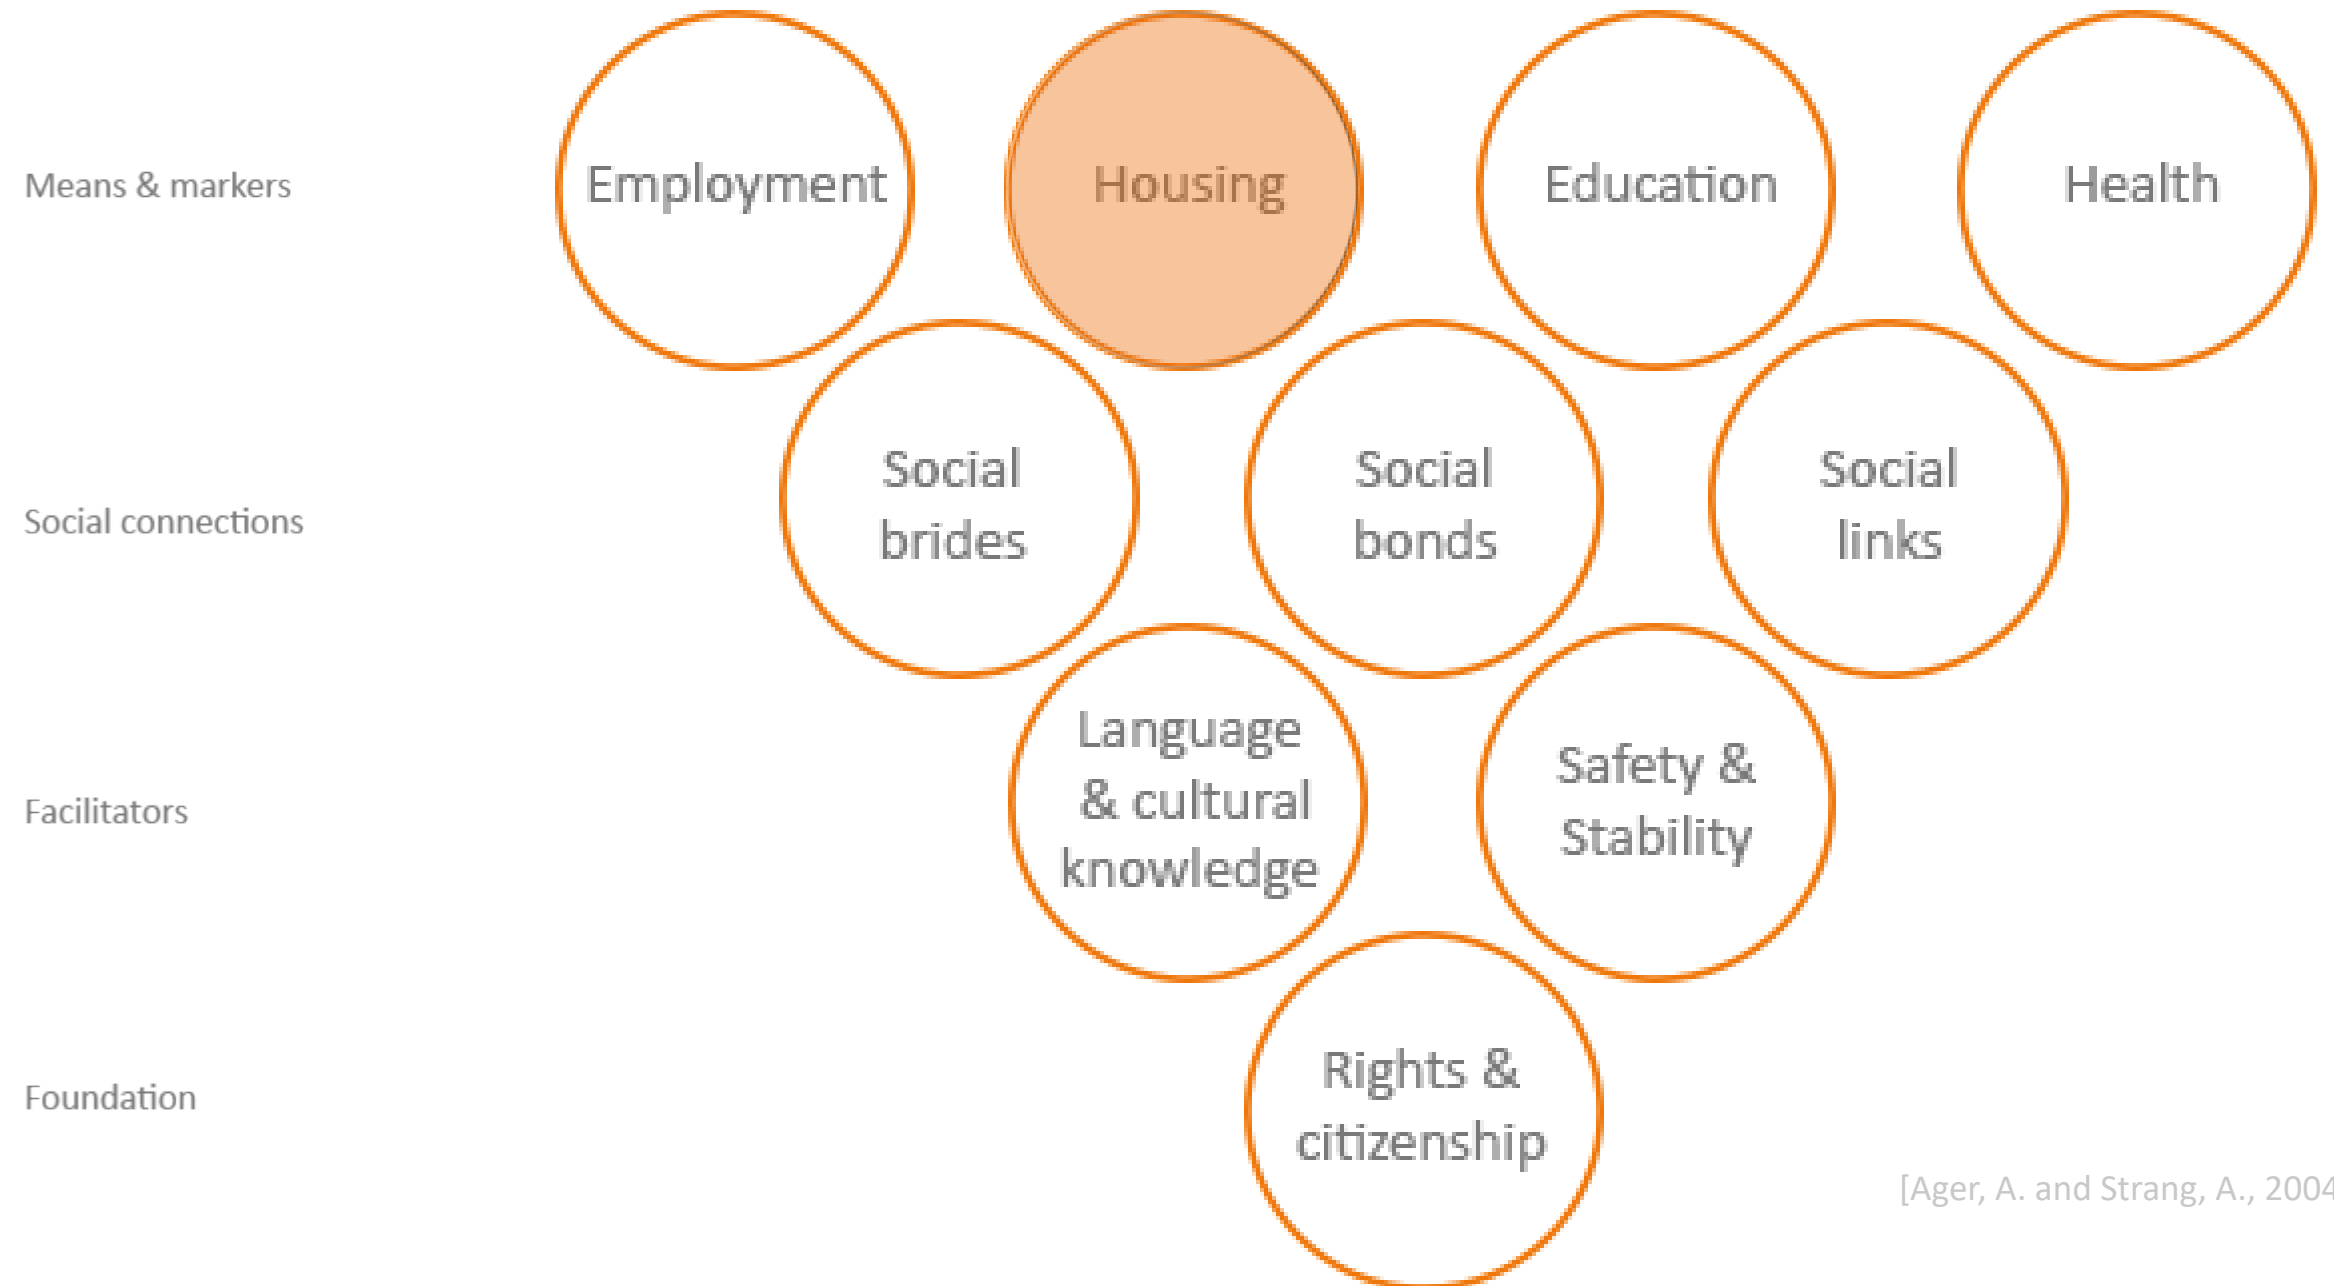 Means & markers
Employment
Housing
Education
Health
Social connections
Social
brides
Social
bonds
Social
links
Facilitators
Language
& cultural
knowledge
Safety &
Stability
Foundation
Rights &
citizenship
[Ager, A. and Strang, A., 2004